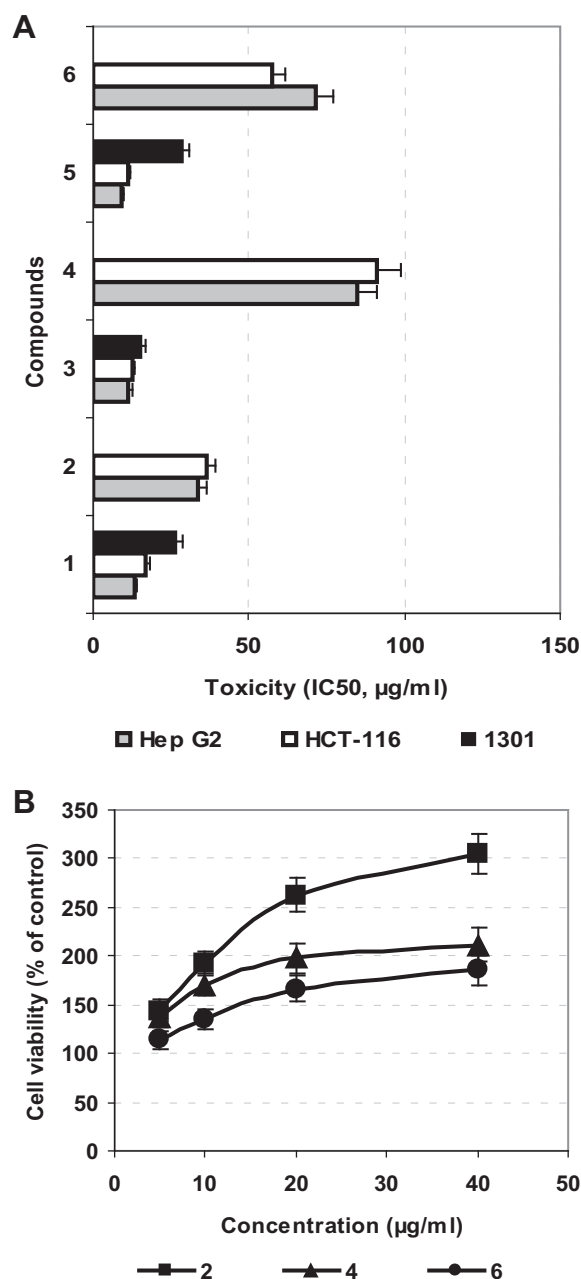 A
Compounds
6
5
4
3
2
1
0 50 100 150
Toxicity (IC50, µg/ml)
Hep G2 HCT-116 1301
B
Cell viability (% of control)
350
300
250
200
150
100
50
0
0 10 20 30 40 50
Concentration (µg/ml)
2 4 6